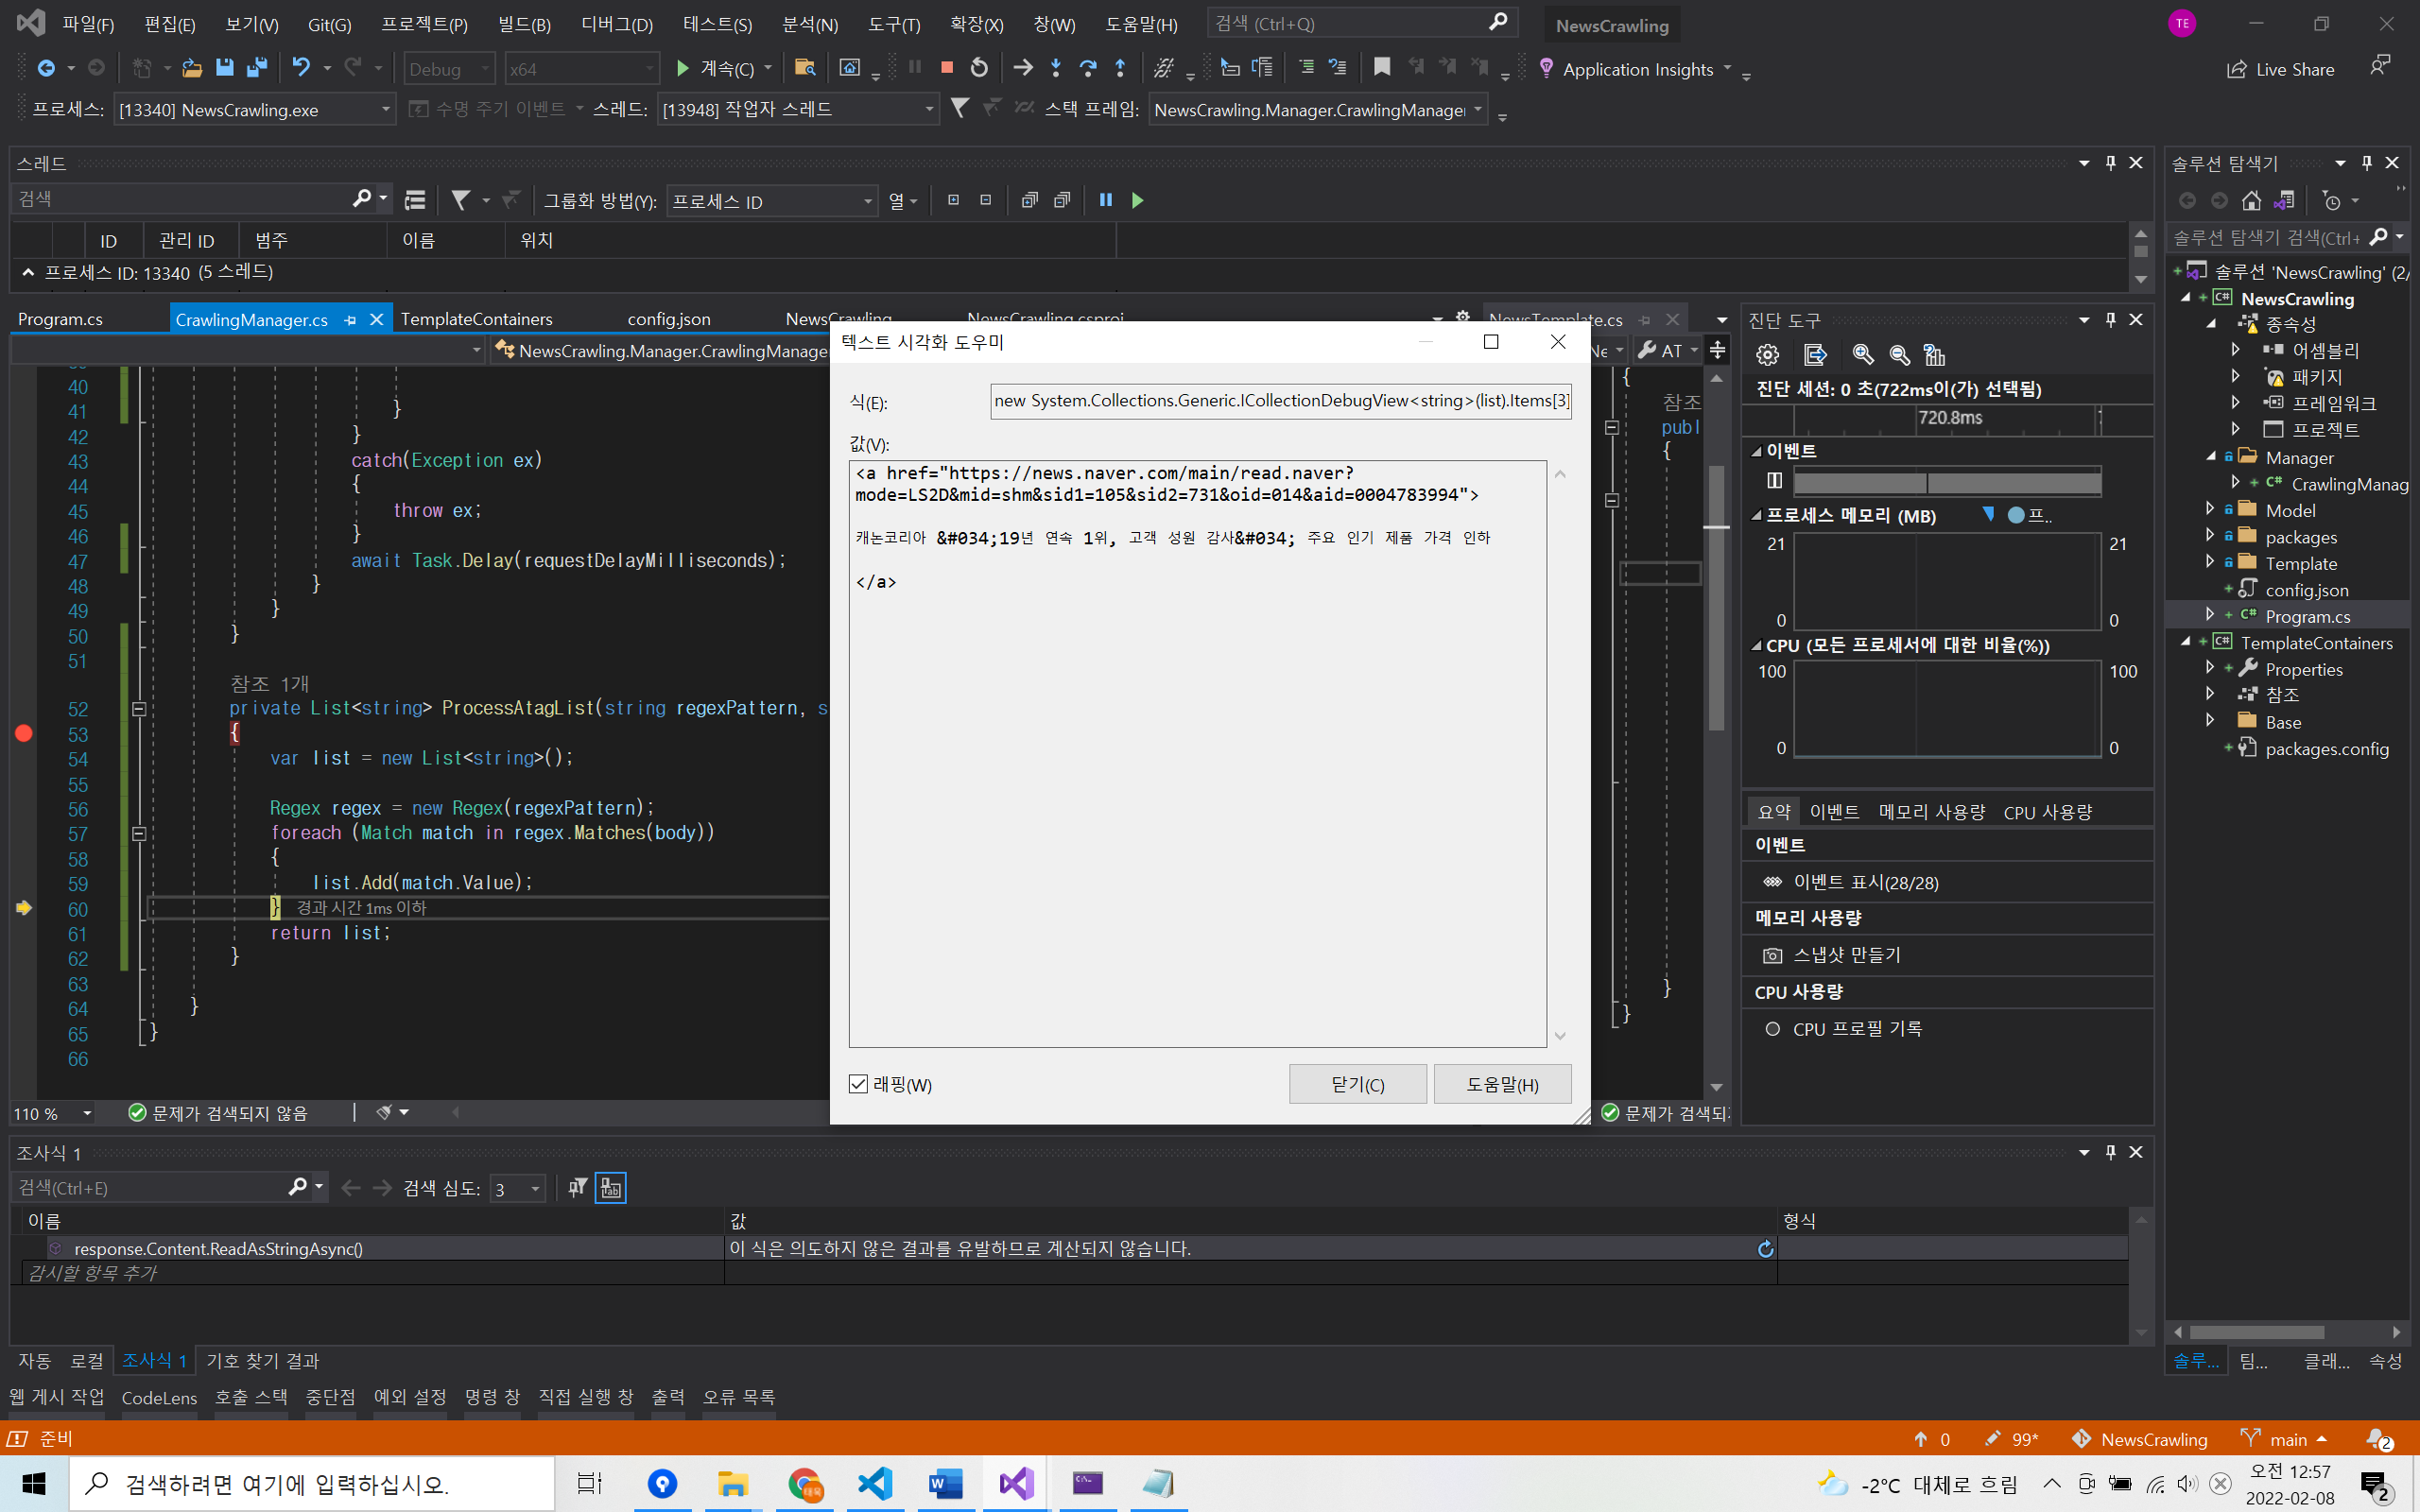 파일(F) 편집(E) 보기(V) Git(G) 프로젝트(P) 빌드(B) 디버그(D) 테스트(S) 분석(N) 도구(T) 확장(X) 창(W) 도움말(H) 검색 (Ctrl+Q) NewsCrawling TE
Debug x64 계속(C) Application Insights Live Share
프로세스: [13340] NewsCrawling.exe 수명 주기 이벤트 스레드: [13948] 작업자 스레드 스택 프레임: NewsCrawling.Manager.CrawlingManager
스레드
검색 그룹화 방법(Y): 프로세스 ID 열
ID 관리 ID 범주 이름 위치
프로세스 ID: 13340 (5 스레드)
Program.cs CrawlingManager.cs TemplateContainers config.json NewsCrawling NewsCrawling.csproj NewsTemplate.cs
NewsCrawling.Manager.CrawlingManager
AT
40
41 }
42 }
43 catch(Exception ex)
44 {
45 throw ex;
46 }
47 await Task.Delay(requestDelayMilliseconds);
48 }
49 }
50 }
51
참조 1개
52 private List<string> ProcessAtagList(string regexPattern, s
53 {
54 var list = new List<string>();
55
56 Regex regex = new Regex(regexPattern);
57 foreach (Match match in regex.Matches(body))
58 {
59 list.Add(match.Value);
60 } 경과 시간 1ms 이하
61 return list;
62 }
63
64 }
65 }
66
110 % 문제가 검색되지 않음
텍스트 시각화 도우미
식(E): new System.Collections.Generic.ICollectionDebugView<string>(list).Items[3]
값(V):
<a href="https://news.naver.com/main/read.naver?
mode=LS2D&mid=shm&sid1=105&sid2=731&oid=014&aid=0004783994">
캐논코리아 &#034;19년 연속 1위, 고객 성원 감사&#034; 주요 인기 제품 가격 인하
</a>
래핑(W) 닫기(C) 도움말(H)
{
참조
publ
{
}
}
문제가 검색되지
진단 도구
진단 세션: 0 초(722ms이(가) 선택됨)
720.8ms
이벤트
프로세스 메모리 (MB) 프..
21 21
0 0
CPU (모든 프로세서에 대한 비율(%))
100 100
0 0
요약 이벤트 메모리 사용량 CPU 사용량
이벤트
이벤트 표시(28/28)
메모리 사용량
스냅샷 만들기
CPU 사용량
CPU 프로필 기록
솔루션 탐색기
솔루션 탐색기 검색(Ctrl+
솔루션 'NewsCrawling' (2/
NewsCrawling
종속성
어셈블리
패키지
프레임워크
프로젝트
Manager
CrawlingManag
Model
packages
Template
config.json
Program.cs
TemplateContainers
Properties
참조
Base
packages.config
솔루... 팀... 클래... 속성
조사식 1
검색(Ctrl+E) 검색 심도: 3
이름 값 형식
response.Content.ReadAsStringAsync() 이 식은 의도하지 않은 결과를 유발하므로 계산되지 않습니다.
감시할 항목 추가
자동 로컬 조사식 1 기호 찾기 결과
웹 게시 작업 CodeLens 호출 스택 중단점 예외 설정 명령 창 직접 실행 창 출력 오류 목록
준비 0 99* NewsCrawling main 2
검색하려면 여기에 입력하십시오. -2°C 대체로 흐림 오전 12:57
2022-02-08 2